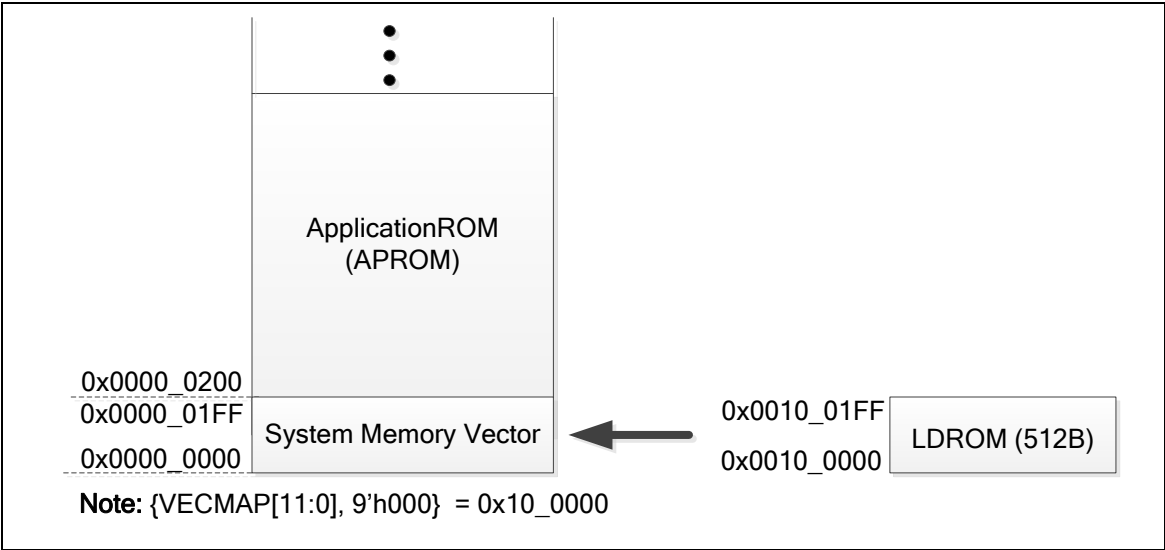 ApplicationROM
(APROM)
0x0000_0200
0x0000_01FF
System Memory Vector
0x0000_0000
0x0010_01FF
LDROM (512B)
0x0010_0000
Note: {VECMAP[11:0], 9’h000}  = 0x10_0000